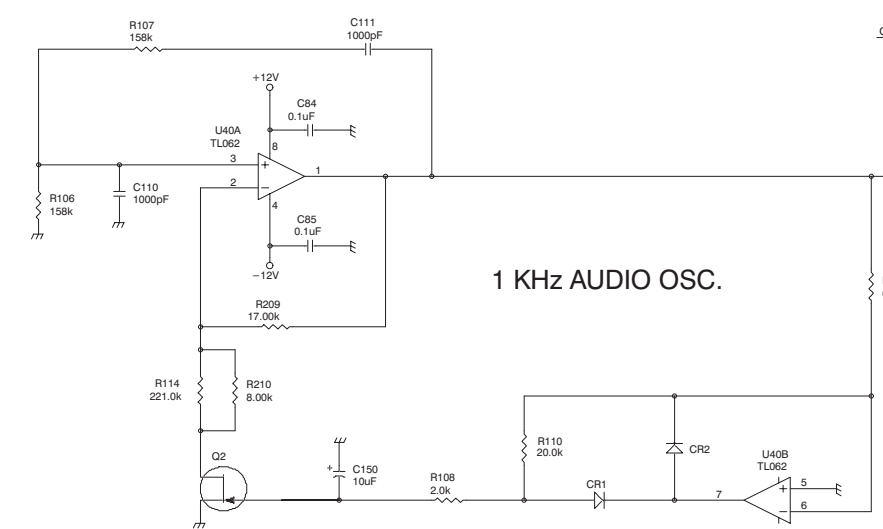 R107
158k
C111
1000pF
C
+12V
C84
0.1uF
U40A
TL062
8
3
+
1
2
−
4
R106
158k
C110
1000pF
C85
0.1uF
−12V
1 KHz AUDIO OSC.
R209
17.00k
R114
221.0k
R210
8.00k
Q2
+
C150
10uF
R108
2.0k
R110
20.0k
CR1
CR2
U40B
TL062
7
+
5
−
6